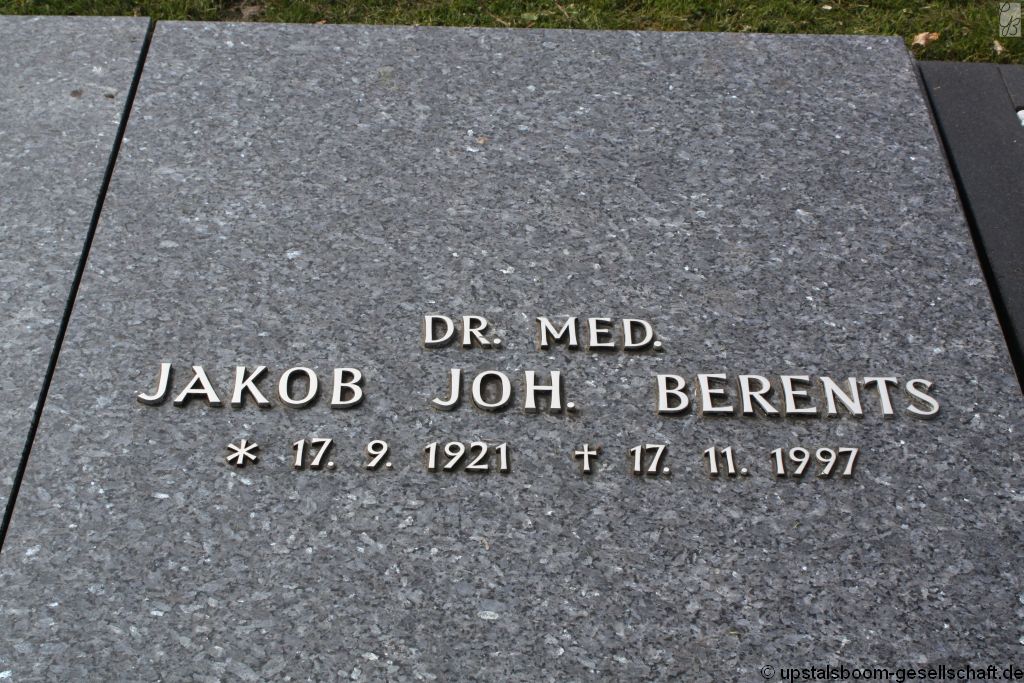 DR. MED.
JAKOB JOH. BERENTS
* 17. 9. 1921 † 17. 11. 1997
© upstalsboom-gesellschaft.de